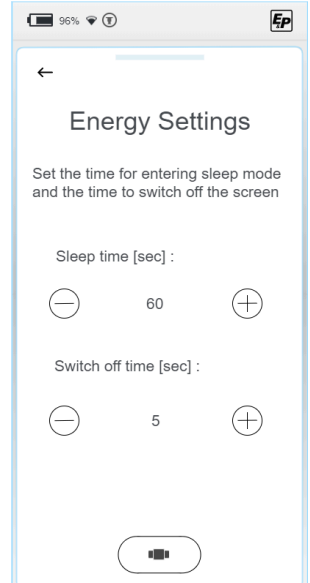 96%
EP
Energy Settings
Set the time for entering sleep mode
and the time to switch off the screen
Sleep time [sec] :
60
Switch off time [sec] :
5